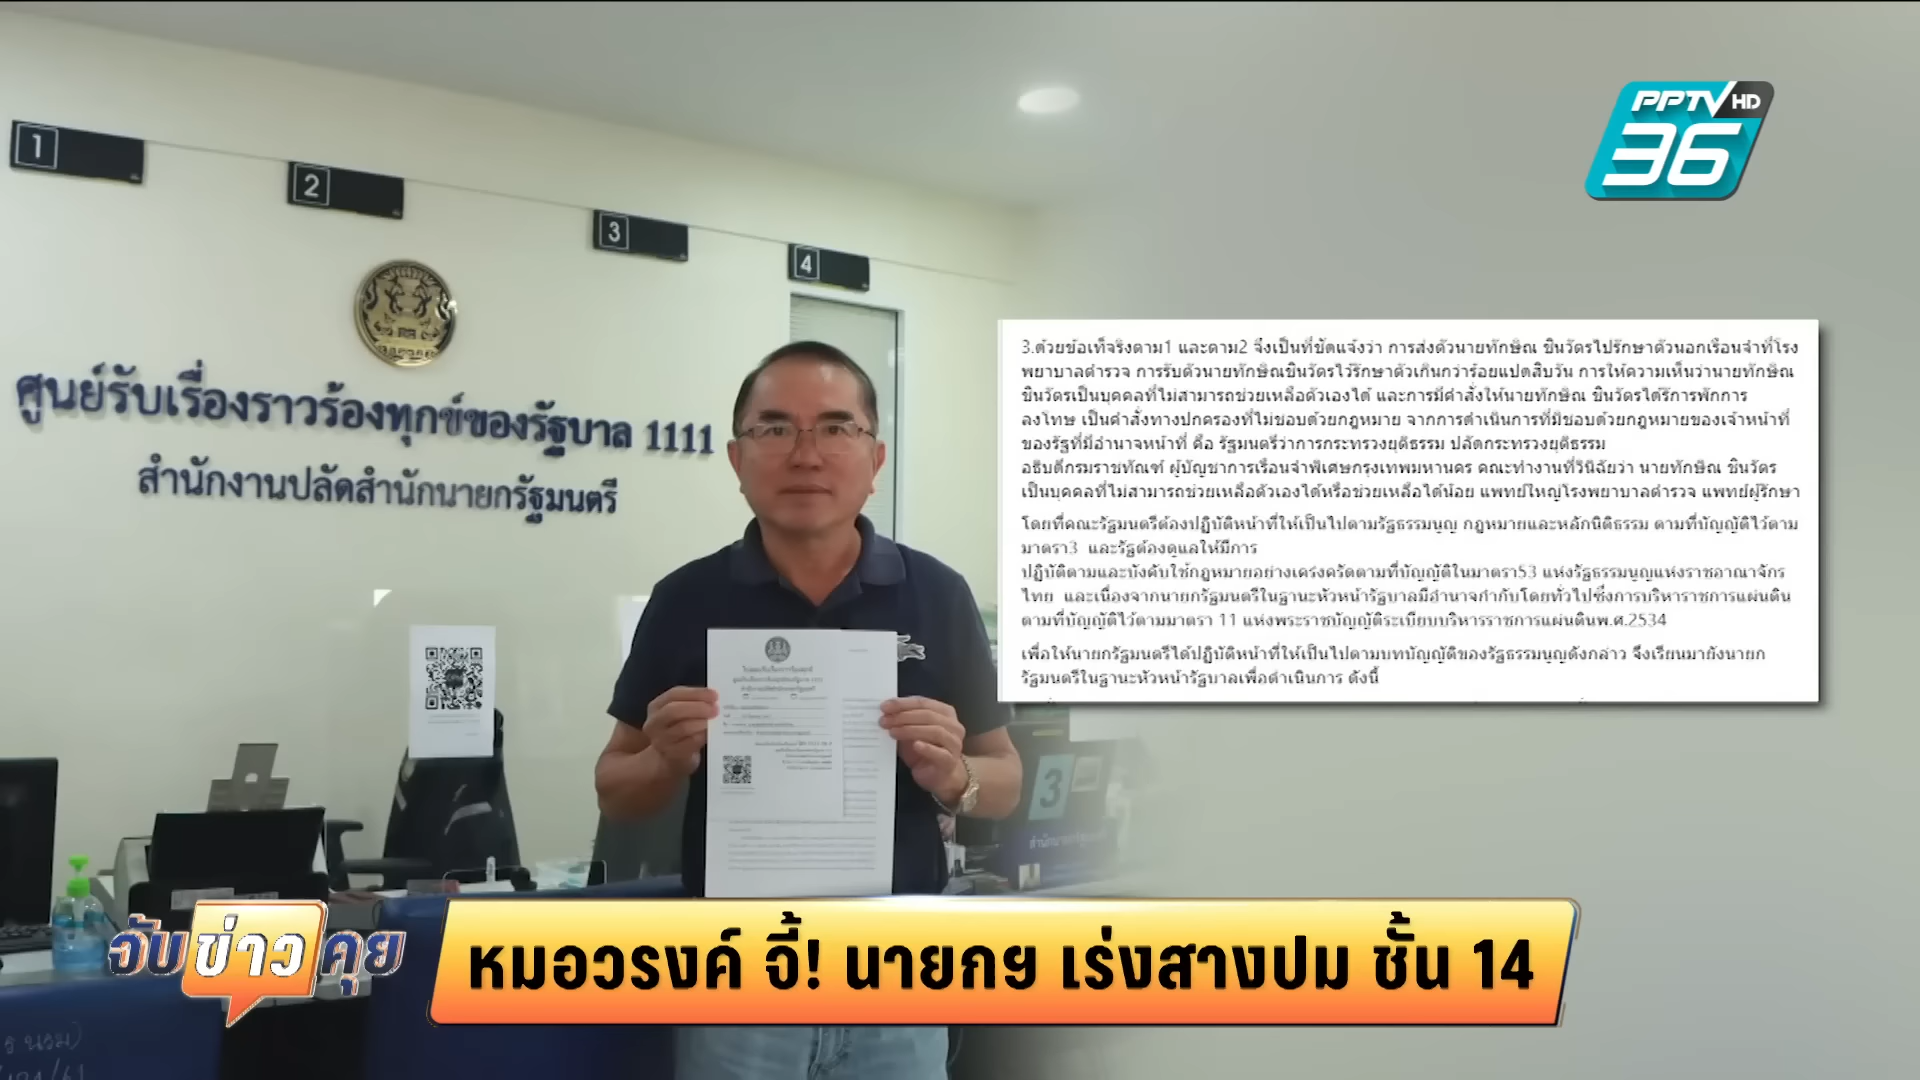 PPTV HD
36
1
2
3
4
ศูนย์รับเรื่องราวร้องทุกข์ของรัฐบาล 1111
สำนักงานปลัดสำนักนายกรัฐมนตรี
3.ด้วยข้อเท็จริงตาม1 และตาม2 จึงเป็นที่ชัดแจ้งว่า การส่งตัวนายทักษิณ ชินวัตรไปรักษาตัวนอกเรือนจำที่โรง
พยาบาลตำรวจ การรับตัวนายทักษิณชินวัตรไว้รักษาตัวเกินกว่าร้อยแปดสิบวัน การให้ความเห็นว่านายทักษิณ
ชินวัตรเป็นบุคคลที่ไม่สามารถช่วยเหลือตัวเองได้ และการมีคำสั่งให้นายทักษิณ ชินวัตรได้รับการพักการ
ลงโทษ เป็นคำสั่งทางปกครองที่ไม่ชอบด้วยกฎหมาย จากการดำเนินการที่มิชอบด้วยกฎหมายของเจ้าหน้าที่
ของรัฐที่มีอำนาจหน้าที่ คือ รัฐมนตรีว่าการกระทรวงยุติธรรม ปลัดกระทรวงยุติธรรม
อธิบดีกรมราชทัณฑ์ ผู้บัญชาการเรือนจำพิเศษกรุงเทพมหานคร คณะทำงานที่วินิฉัยว่า นายทักษิณ ชินวัตร
เป็นบุคคลที่ไม่สามารถช่วยเหลือตัวเองได้หรือช่วยเหลือได้น้อย แพทย์ใหญ่โรงพยาบาลตำรวจ แพทย์ผู้รักษา
โดยที่คณะรัฐมนตรีต้องปฏิบัติหน้าที่ให้เป็นไปตามรัฐธรรมนูญ กฎหมายและหลักนิติธรรม ตามที่บัญญัติไว้ตาม
มาตรา3 และรัฐต้องดูแลให้มีการ
ปฏิบัติตามและบังคับใช้กฎหมายอย่างเคร่งครัดตามที่บัญญัติในมาตรา53 แห่งรัฐธรรมนูญแห่งราชอาณาจักร
ไทย และเนื่องจากนายกรัฐมนตรีในฐานะหัวหน้ารัฐบาลมีอำนาจกำกับโดยทั่วไปซึ่งการบริหาราชการแผ่นดิน
ตามที่บัญญัติไว้ตามมาตรา 11 แห่งพระราชบัญญัติระเบียบบริหารราชการแผ่นดินพ.ศ.2534
เพื่อให้นายกรัฐมนตรีได้ปฏิบัติหน้าที่ให้เป็นไปตามบทบัญญัติของรัฐธรรมนูญดังกล่าว จึงเรียนมายังนายก
รัฐมนตรีในฐานะหัวหน้ารัฐบาลเพื่อดำเนินการ ดังนี้
3
สำนักนายกรัฐมนตรี
จับข่าวคุย
หมอวรงค์ จี้! นายกฯ เร่งสางปม ชั้น 14